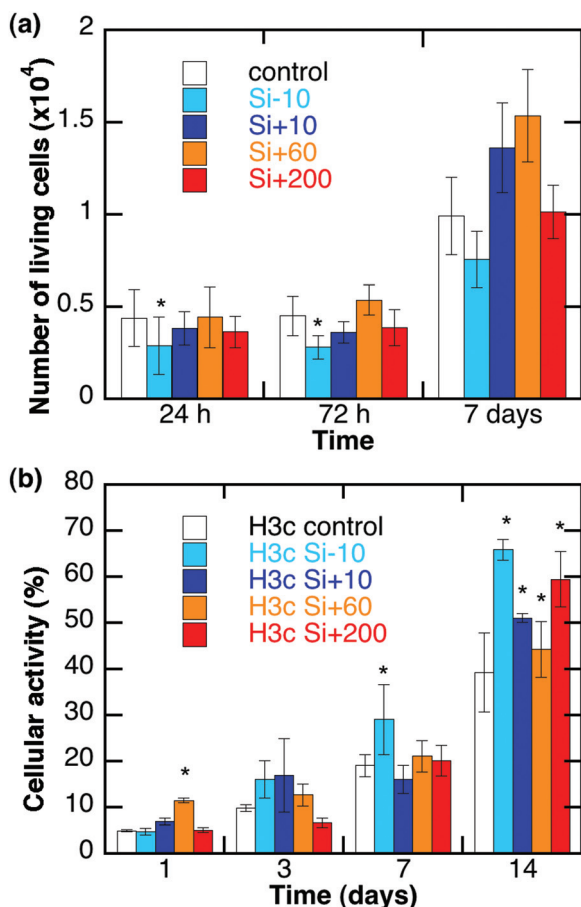 (a)
2
1.5
1
0.5
0
Number of living cells (x10⁴)
control
Si-10
Si+10
Si+60
Si+200
*
*
24 h 72 h 7 days
Time
(b)
80
70
60
50
40
30
20
10
0
Cellular activity (%)
H3c control
H3c Si-10
H3c Si+10
H3c Si+60
H3c Si+200
*
*
*
*
*
*
1 3 7 14
Time (days)